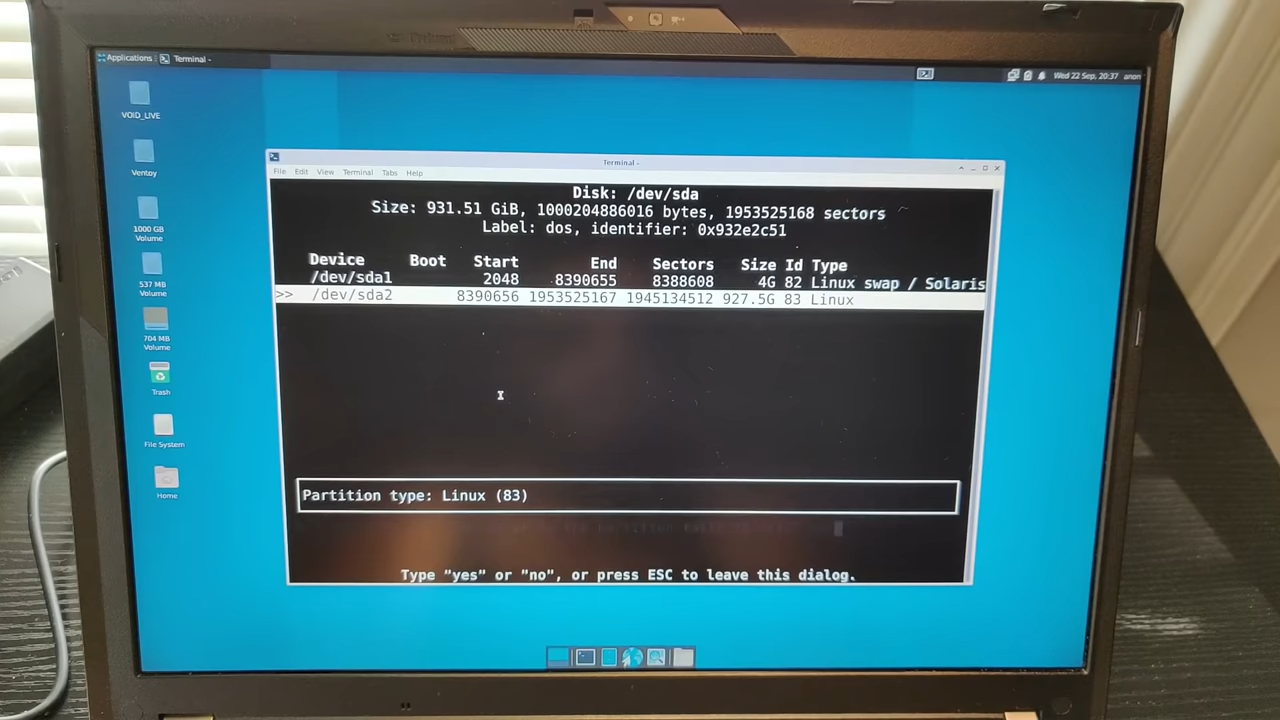 Applications
Terminal -
Wed 22 Sep, 20:37 anon
VOID_LIVE
Ventoy
1000 GB
Volume
537 MB
Volume
704 MB
Volume
Trash
File System
Home
Terminal -
File Edit View Terminal Tabs Help
Disk: /dev/sda
Size: 931.51 GiB, 1000204886016 bytes, 1953525168 sectors
Label: dos, identifier: 0x932e2c51
Device Boot Start End Sectors Size Id Type
/dev/sda1 2048 8390655 8388608 4G 82 Linux swap / Solaris
>> /dev/sda2 8390656 1953525167 1945134512 927.5G 83 Linux
Partition type: Linux (83)
Type "yes" or "no", or press ESC to leave this dialog.